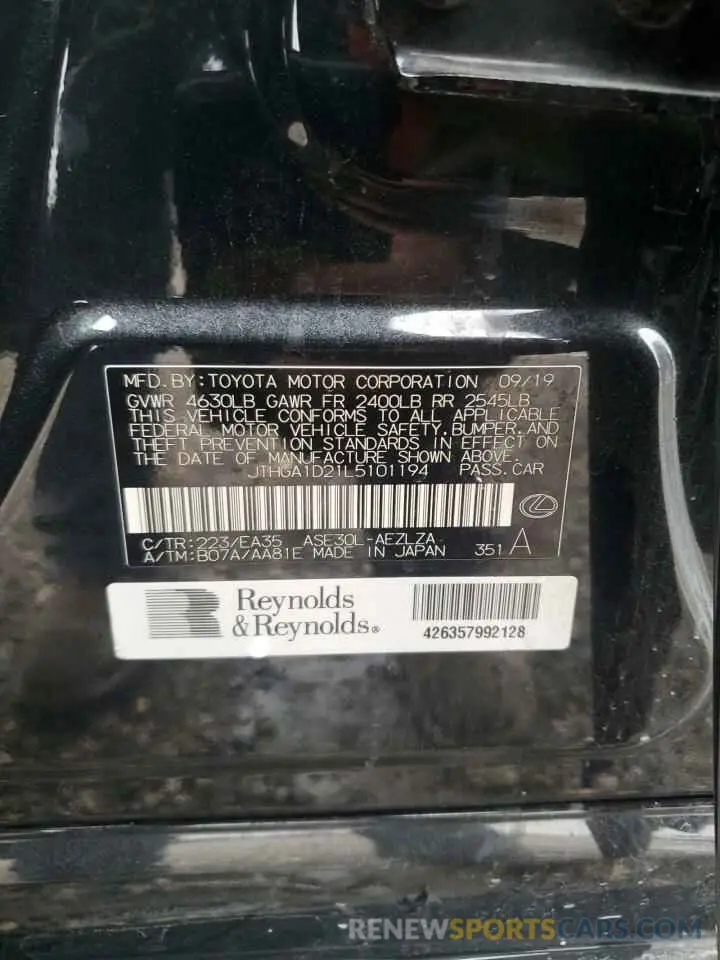 MFD.BY:TOYOTA MOTOR CORPORATION 09/19
GVWR 4630LB GAWR FR 2400LB RR 2545LB
THIS VEHICLE CONFORMS TO ALL APPLICABLE
FEDERAL MOTOR VEHICLE SAFETY,BUMPER,AND
THEFT PREVENTION STANDARDS IN EFFECT ON
THE DATE OF MANUFACTURE SHOWN ABOVE.
JTHGA1D21L5101194 PASS.CAR
C/TR:223/EA35 ASE30L-AEZLZA
A/TM:B07A/AA81E MADE IN JAPAN 351 A
Reynolds
& Reynolds®
426357992128
RENEWSPORTSCARS.COM